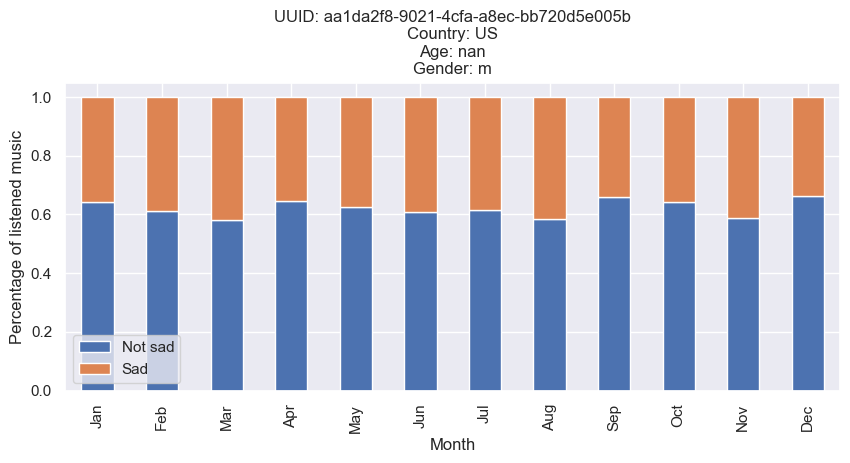 UUID: aa1da2f8-9021-4cfa-a8ec-bb720d5e005b
Country: US
Age: nan
Gender: m
Percentage of listened music
1.0
0.8
0.6
0.4
0.2
0.0
Not sad
Sad
Jan
Feb
Mar
Apr
May
Jun
Jul
Aug
Sep
Oct
Nov
Dec
Month